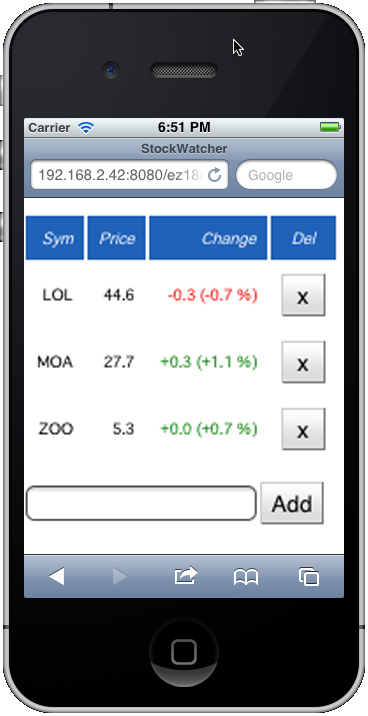 Carrier 6:51 PM
StockWatcher
192.168.2.42:8080/ez18 Google
Sym Price Change Del
LOL 44.6 -0.3 (-0.7 %) x
MOA 27.7 +0.3 (+1.1 %) x
ZOO 5.3 +0.0 (+0.7 %) x
Add